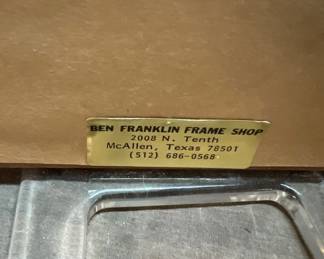 BEN FRANKLIN FRAME SHOP
2008 N. Tenth
McAllen, Texas 78501
(512) 686-0568